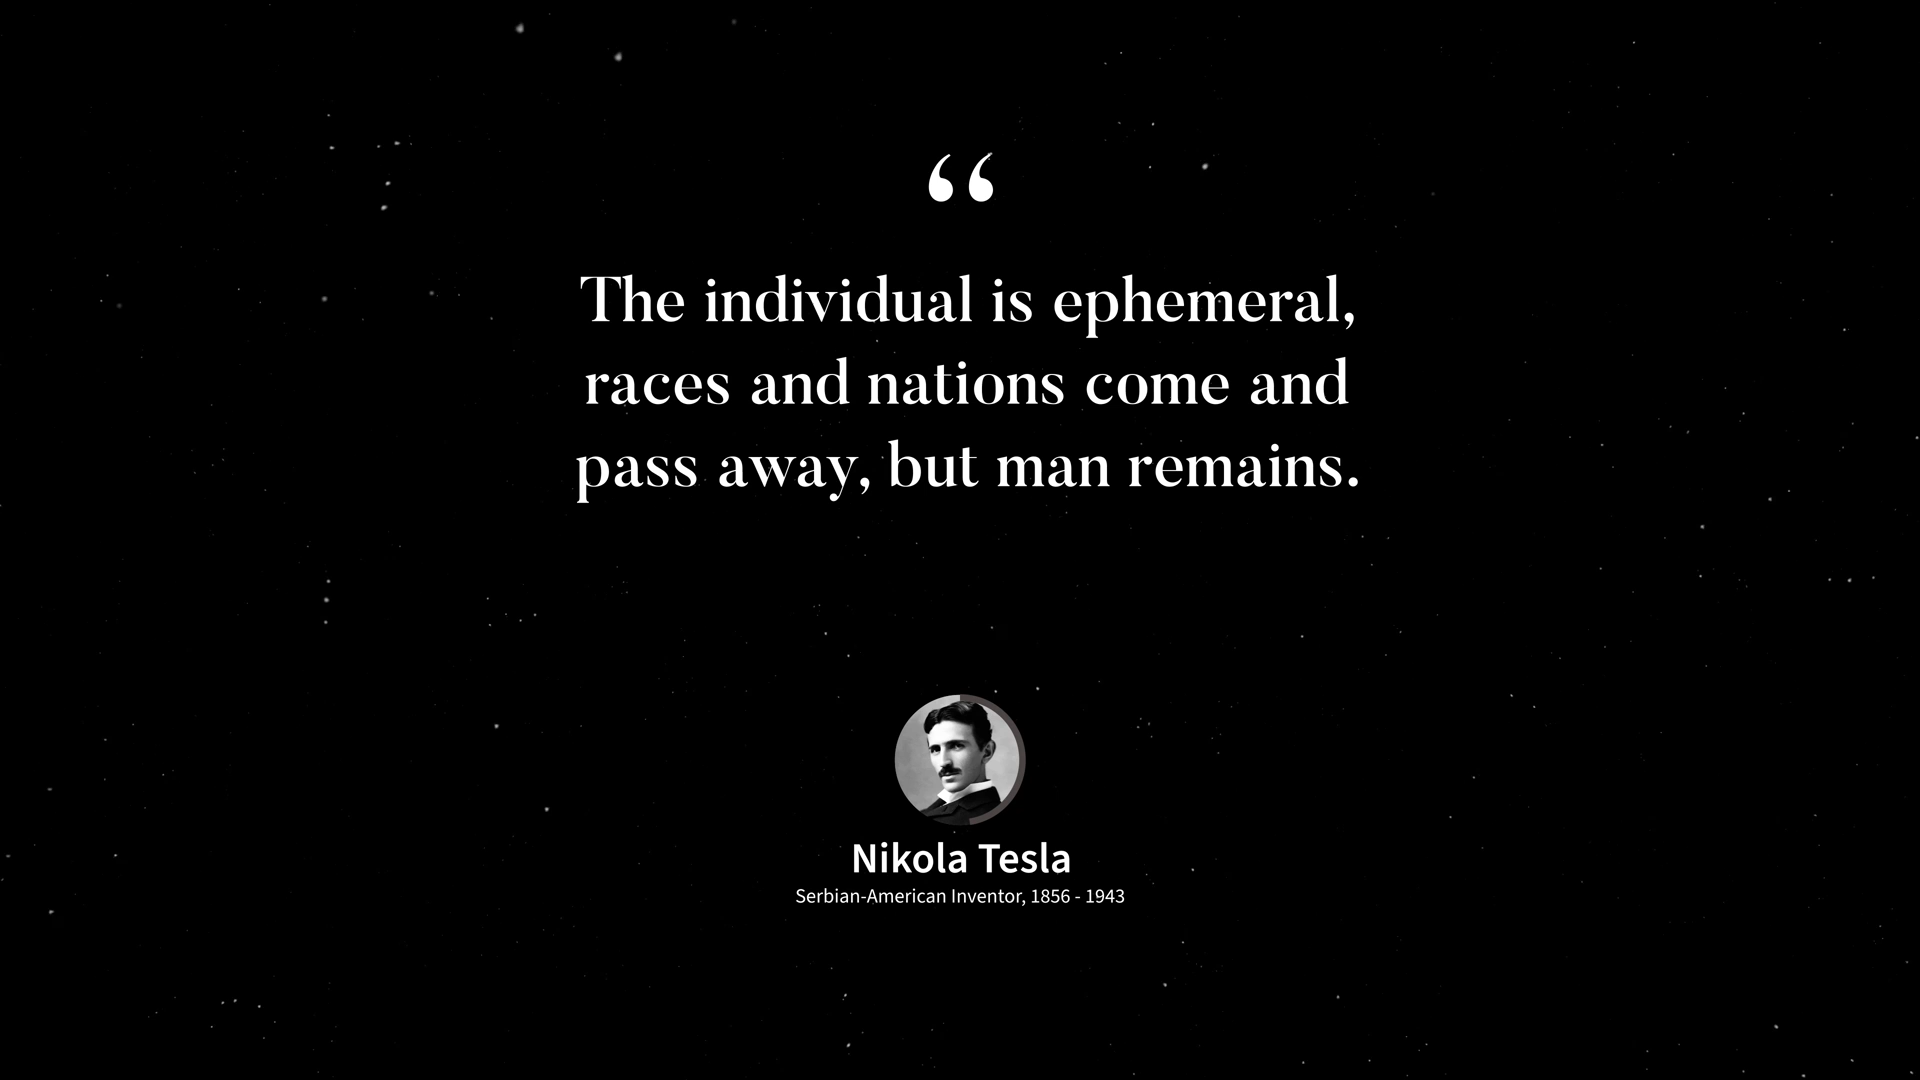 “
The individual is ephemeral,
races and nations come and
pass away, but man remains.
Nikola Tesla
Serbian-American Inventor, 1856 - 1943